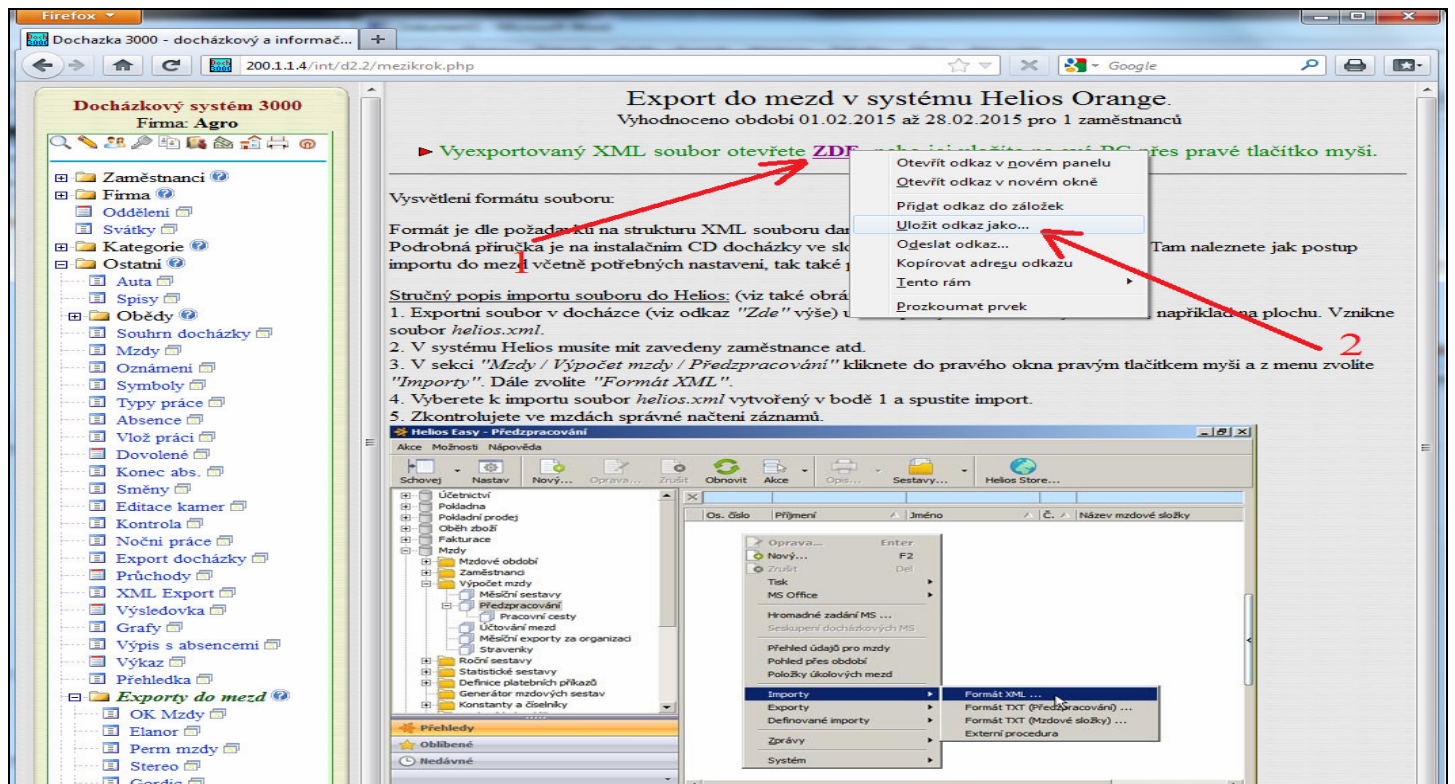 Firefox
Dochazka 3000 - docházkový a informač...
200.1.1.4/int/d2.2/mezikrok.php
Google
Docházkový systém 3000
Firma: Agro
Zaměstnanci
Firma
Oddělení
Svátky
Kategorie
Ostatní
Auta
Spisy
Obědy
Souhrn docházky
Mzdy
Oznámení
Symboly
Typy práce
Absence
Vlož práci
Dovolené
Konec abs.
Směny
Editace kamer
Kontrola
Noční práce
Export docházky
Průchody
XML Export
Výsledovka
Grafy
Výpis s absencemi
Výkaz
Přehledka
Exporty do mezd
OK Mzdy
Elanor
Perm mzdy
Stereo
Gordic
Export do mezd v systému Helios Orange.
Vyhodnoceno období 01.02.2015 až 28.02.2015 pro 1 zaměstnanců
Vyexportovaný XML soubor otevřete ZDE přes pravé tlačítko myši.
Vysvětlení formátu souboru:
Formát je dle požadavků na strukturu XML souboru
Podrobná příručka je na instalačním CD docházky ve Tam naleznete jak postup
importu do mezd včetně potřebných nastavení, tak také
Stručný popis importu souboru do Helios: (viz také
1. Exportní soubor v docházce (viz odkaz "Zde" výše) například na plochu. Vznikne
soubor helios.xml.
2. V systému Helios musíte mít zavedeny zaměstnance atd.
3. V sekci "Mzdy / Výpočet mzdy / Předzpracování" kliknete do pravého okna pravým tlačítkem myši a z menu zvolíte
"Importy". Dále zvolíte "Formát XML".
4. Vyberete k importu soubor helios.xml vytvořený v bodě 1 a spustíte import.
5. Zkontrolujete ve mzdách správné načtení záznamů.
Otevřít odkaz v novém panelu
Otevřít odkaz v novém okně
Přidat odkaz do záložek
Uložit odkaz jako...
Odeslat odkaz...
Kopírovat adresu odkazu
Tento rám
Prozkoumat prvek
1
2
Helios Easy - Předzpracování
Akce Možnosti Nápověda
Schovej Nastav Nový... Oprava... Zrušit Obnovit Akce Opis... Sestavy... Helios Store...
Účetnictví
Pokladna
Pokladní prodej
Oběh zboží
Fakturace
Mzdy
Mzdové období
Zaměstnanci
Výpočet mzdy
Měsíční sestavy
Předzpracování
Pracovní cesty
Účtování mezd
Měsíční exporty za organizaci
Stravenky
Roční sestavy
Statistické sestavy
Definice platebních příkazů
Generátor mzdových sestav
Konstanty a číselníky
Přehledy
Oblíbené
Nedávné
Os. číslo Příjmení Jméno Č. Název mzdové složky
Oprava... Enter
Nový... F2
Zrušit Del
Tisk
MS Office
Hromadné zadání MS ...
Seskupení docházkových MS
Přehled údajů pro mzdy
Pohled přes období
Položky úkolových mezd
Importy
Exporty
Definované importy
Zprávy
Systém
Formát XML ...
Formát TXT (Předzpracování) ...
Formát TXT (Mzdové složky) ...
Externí procedura